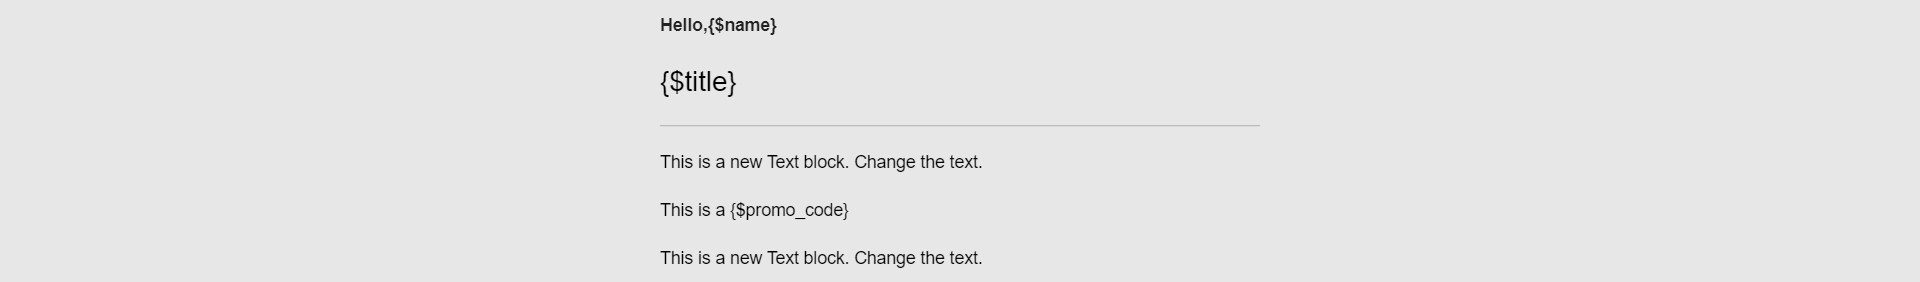 Hello,{$name}
{$title}
This is a new Text block. Change the text.
This is a {$promo_code}
This is a new Text block. Change the text.